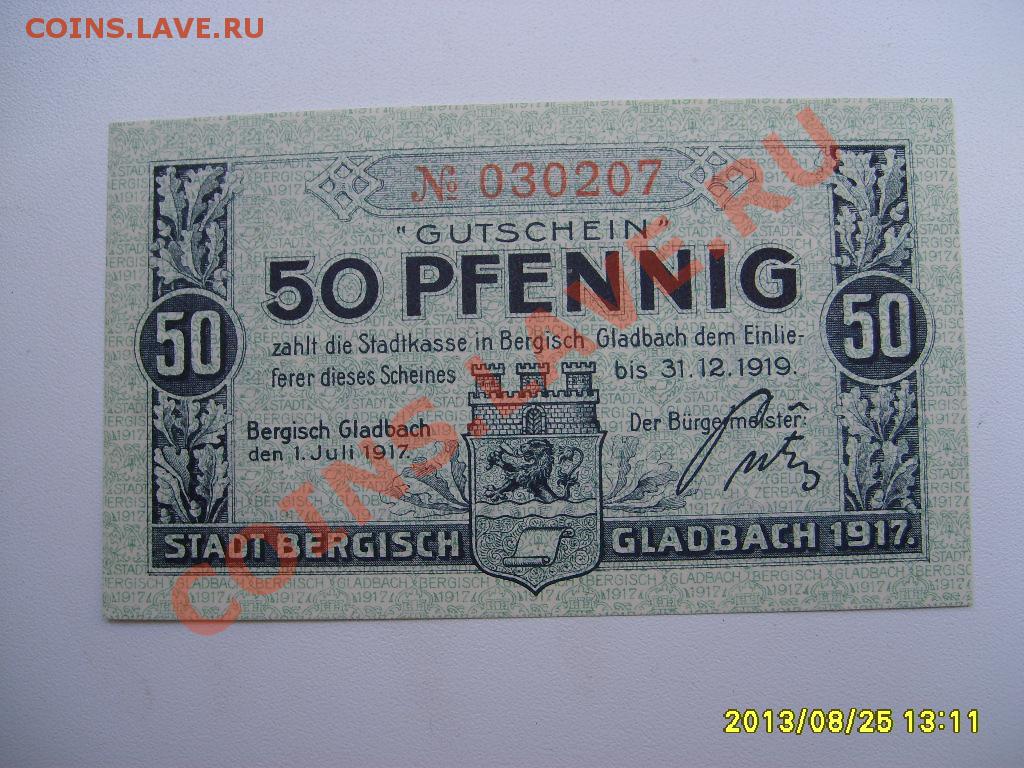 COINS.LAVE.RU
№ 030207
"GUTSCHEIN"
50 PFENNIG
50
50
zahlt die Stadtkasse in Bergisch Gladbach dem Einlie-
ferer dieses Scheines bis 31.12.1919.
Bergisch Gladbach
den 1. Juli 1917.
Der Bürgermeister:
STADT BERGISCH GLADBACH 1917.
COINS.LAVE.RU
2013/08/25 13:11